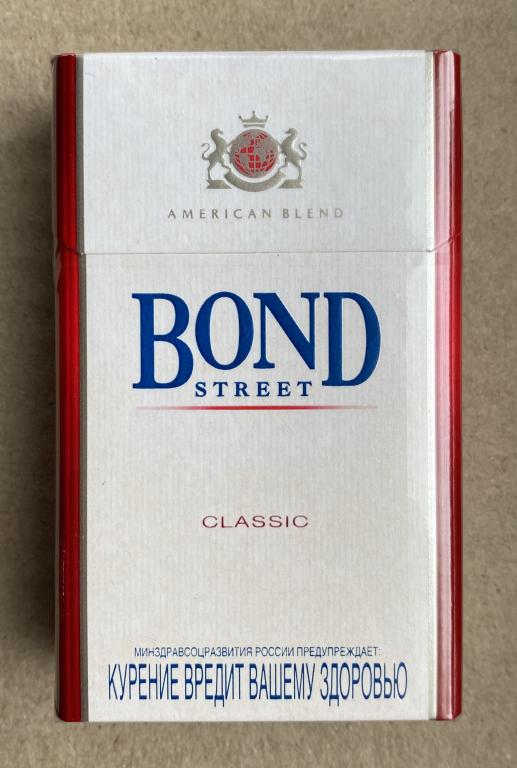 AMERICAN BLEND
BOND
STREET
CLASSIC
МИНЗДРАВСОЦРАЗВИТИЯ РОССИИ ПРЕДУПРЕЖДАЕТ:
КУРЕНИЕ ВРЕДИТ ВАШЕМУ ЗДОРОВЬЮ